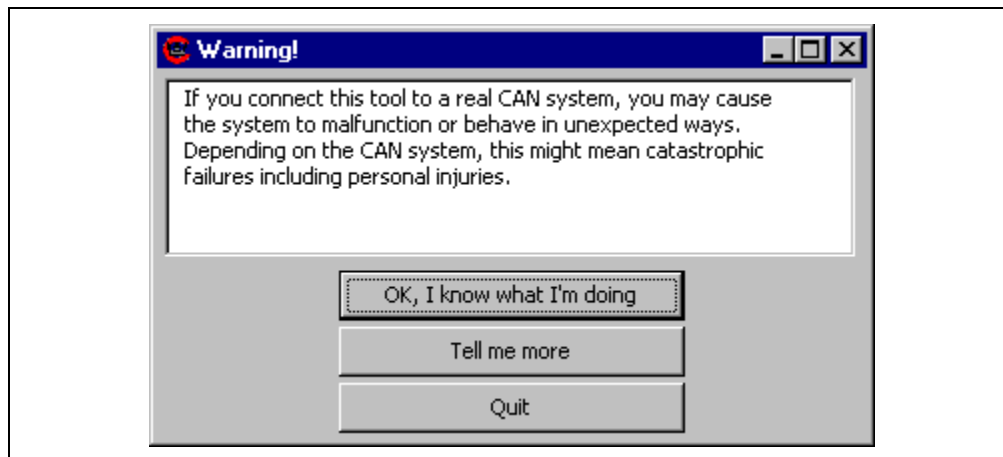 Warning!
If you connect this tool to a real CAN system, you may cause
the system to malfunction or behave in unexpected ways.
Depending on the CAN system, this might mean catastrophic
failures including personal injuries.
OK, I know what I'm doing
Tell me more
Quit